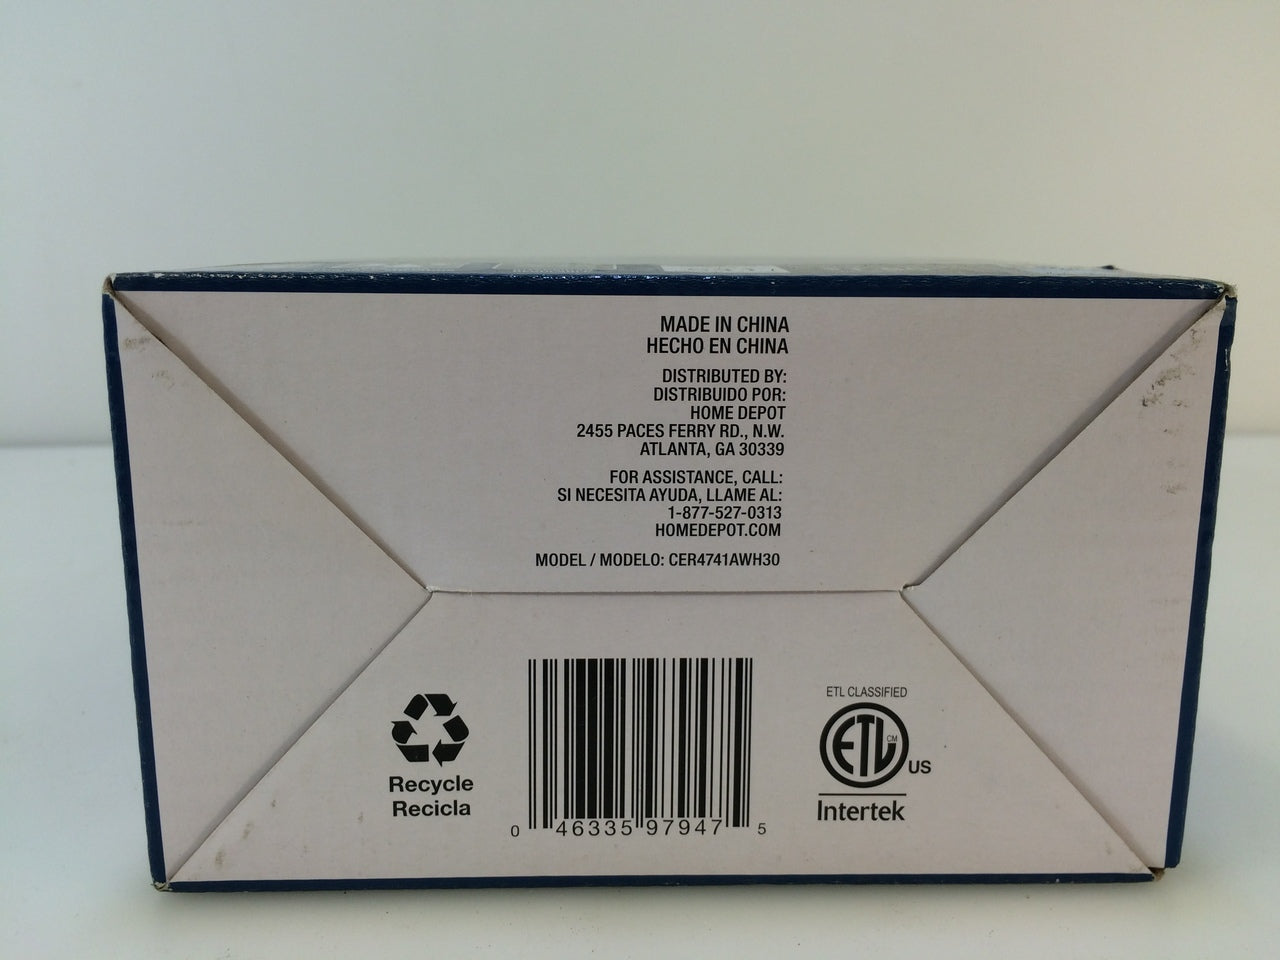 MADE IN CHINA
HECHO EN CHINA
DISTRIBUTED BY:
DISTRIBUIDO POR:
HOME DEPOT
2455 PACES FERRY RD., N.W.
ATLANTA, GA 30339
FOR ASSISTANCE, CALL:
SI NECESITA AYUDA, LLAME AL:
1-877-527-0313
HOMEDEPOT.COM
MODEL / MODELO: CER4741AWH30
Recycle
Recicla
0 46335 97947 5
ETL CLASSIFIED
ETL CM
US
Intertek